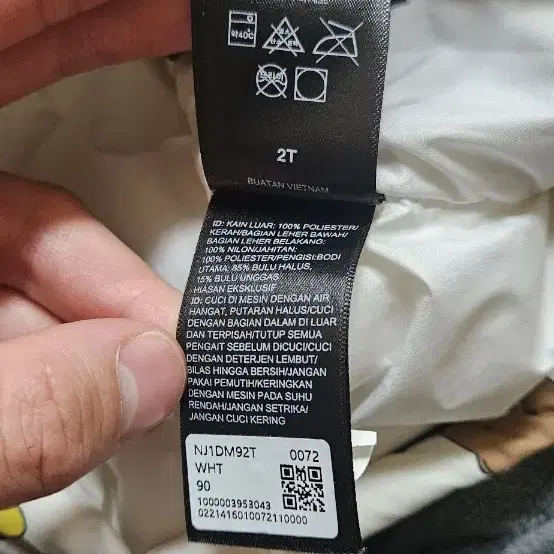 약40℃
2T
BUATAN VIETNAM
ID: KAIN LUAR: 100% POLIESTER/
KERAH/BAGIAN LEHER BAWAH/
BAGIAN LEHER BELAKANG:
100% NILON/JAHITAN:
100% POLIESTER/PENGISI:BODI
UTAMA: 85% BULU HALUS,
15% BULU UNGGAS
HIASAN EKSKLUSIF
ID: CUCI DI MESIN DENGAN AIR
HANGAT, PUTARAN HALUS/CUCI
DENGAN BAGIAN DALAM DI LUAR
DAN TERPISAH/TUTUP SEMUA
PENGAIT SEBELUM DICUCI/CUCI
DENGAN DETERJEN LEMBUT/
BILAS HINGGA BERSIH/JANGAN
PAKAI PEMUTIH/KERINGKAN
DENGAN MESIN PADA SUHU
RENDAH/JANGAN SETRIKA/
JANGAN CUCI KERING
NJ1DM92T 0072
WHT
90
1000003953043
0221416010072110000